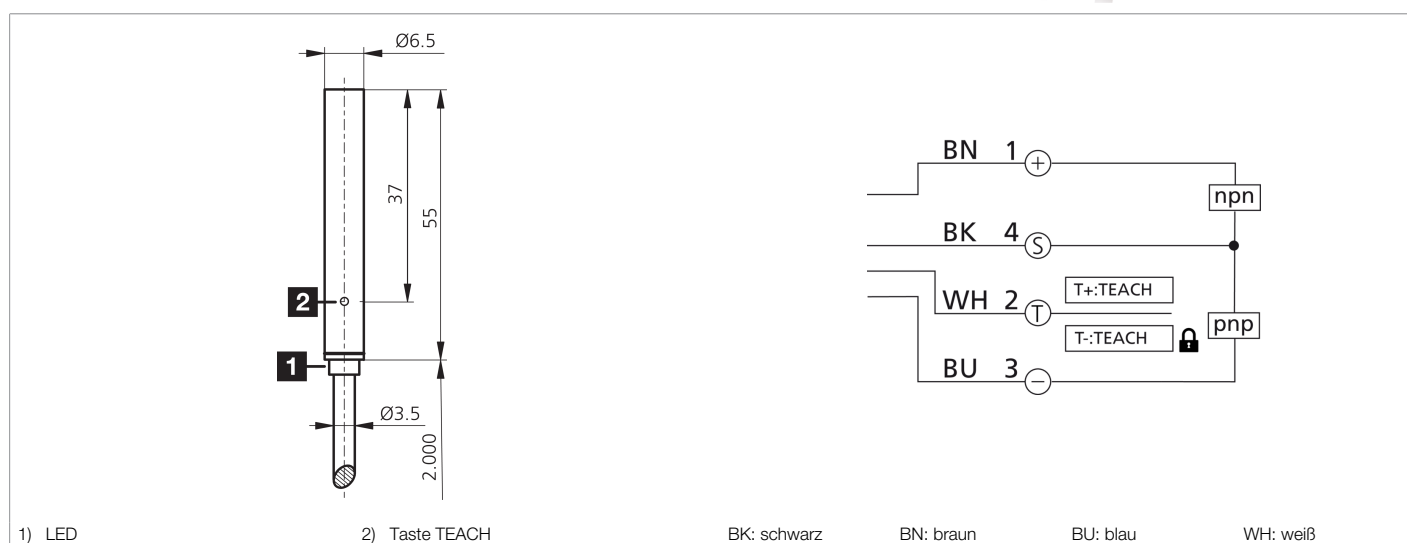 Ø6.5
37
55
2
1
Ø3.5
2.000
BN 1 +
npn
BK 4 S
T+:TEACH
WH 2 T
pnp
T-:TEACH
BU 3 −
1) LED 2) Taste TEACH BK: schwarz BN: braun BU: blau WH: weiß